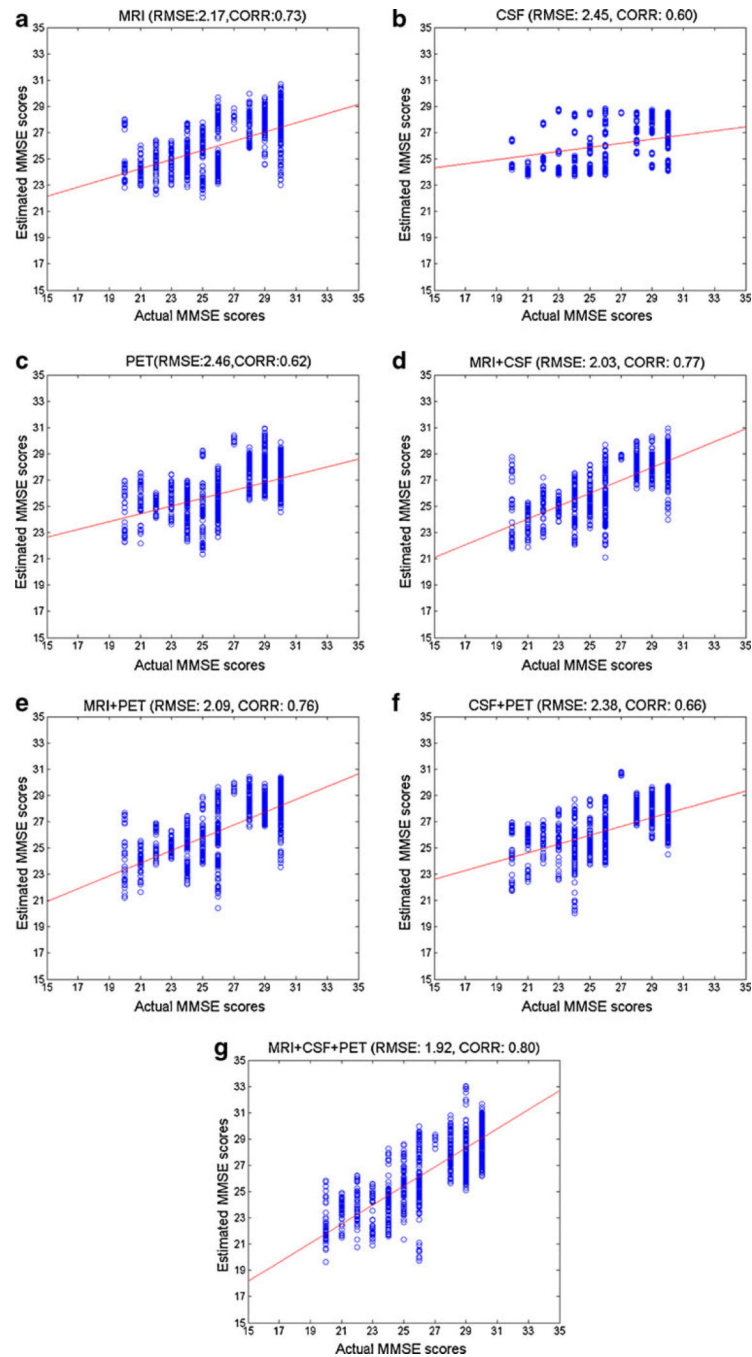 a
MRI (RMSE:2.17,CORR:0.73)
Estimated MMSE scores
35
33
31
29
27
25
23
21
19
17
15
15 17 19 21 23 25 27 29 31 33 35
Actual MMSE scores
b
CSF (RMSE: 2.45, CORR: 0.60)
Estimated MMSE scores
35
33
31
29
27
25
23
21
19
17
15
15 17 19 21 23 25 27 29 31 33 35
Actual MMSE scores
c
PET(RMSE:2.46,CORR:0.62)
Estimated MMSE scores
35
33
31
29
27
25
23
21
19
17
15
15 17 19 21 23 25 27 29 31 33 35
Actual MMSE scores
d
MRI+CSF (RMSE: 2.03, CORR: 0.77)
Estimated MMSE scores
35
33
31
29
27
25
23
21
19
17
15
15 17 19 21 23 25 27 29 31 33 35
Actual MMSE scores
e
MRI+PET (RMSE: 2.09, CORR: 0.76)
Estimated MMSE scores
35
33
31
29
27
25
23
21
19
17
15
15 17 19 21 23 25 27 29 31 33 35
Actual MMSE scores
f
CSF+PET (RMSE: 2.38, CORR: 0.66)
Estimated MMSE scores
35
33
31
29
27
25
23
21
19
17
15
15 17 19 21 23 25 27 29 31 33 35
Actual MMSE scores
g
MRI+CSF+PET (RMSE: 1.92, CORR: 0.80)
Estimated MMSE scores
35
33
31
29
27
25
23
21
19
17
15
15 17 19 21 23 25 27 29 31 33 35
Actual MMSE scores